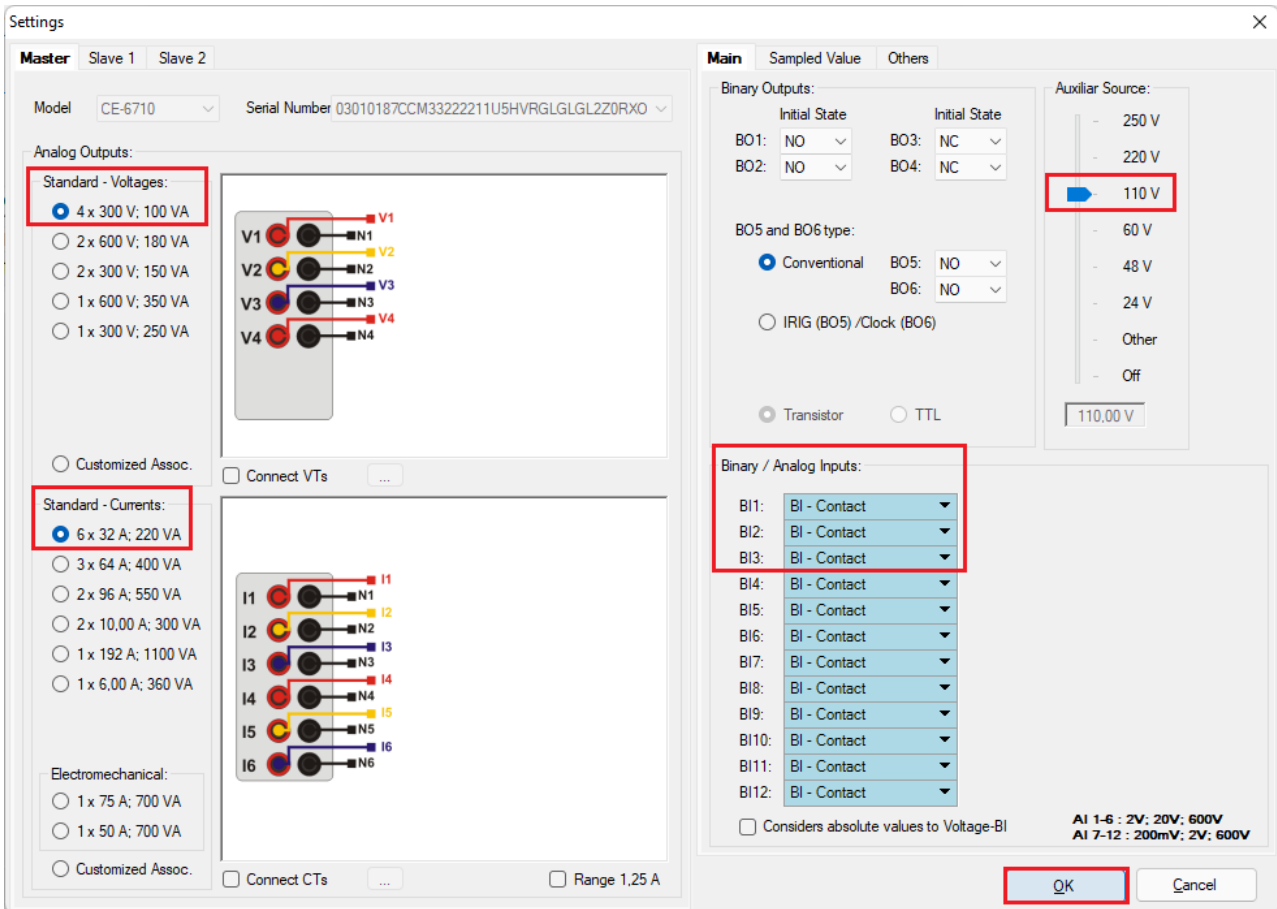 Settings
Master Slave 1 Slave 2
Model CE-6710 Serial Number 03010187CCM33222211U5HVRGLGLGL2Z0RXO
Analog Outputs:
Standard - Voltages:
4 x 300 V; 100 VA
2 x 600 V; 180 VA
2 x 300 V; 150 VA
1 x 600 V; 350 VA
1 x 300 V; 250 VA
Customized Assoc.
V1 V1
N1
V2 V2
N2
V3 V3
N3
V4 V4
N4
Connect VTs ...
Standard - Currents:
6 x 32 A; 220 VA
3 x 64 A; 400 VA
2 x 96 A; 550 VA
2 x 10,00 A; 300 VA
1 x 192 A; 1100 VA
1 x 6,00 A; 360 VA
Electromechanical:
1 x 75 A; 700 VA
1 x 50 A; 700 VA
Customized Assoc.
I1 I1
N1
I2 I2
N2
I3 I3
N3
I4 I4
N4
I5 I5
N5
I6 I6
N6
Connect CTs ... Range 1,25 A
Main Sampled Value Others
Binary Outputs:
Initial State Initial State
BO1: NO BO3: NC
BO2: NO BO4: NC
BO5 and BO6 type:
Conventional BO5: NO
BO6: NO
IRIG (BO5) /Clock (BO6)
Transistor TTL
Auxiliar Source:
250 V
220 V
110 V
60 V
48 V
24 V
Other
Off
110,00 V
Binary / Analog Inputs:
BI1: BI - Contact
BI2: BI - Contact
BI3: BI - Contact
BI4: BI - Contact
BI5: BI - Contact
BI6: BI - Contact
BI7: BI - Contact
BI8: BI - Contact
BI9: BI - Contact
BI10: BI - Contact
BI11: BI - Contact
BI12: BI - Contact
Considers absolute values to Voltage-BI
AI 1-6 : 2V; 20V; 600V
AI 7-12 : 200mV; 2V; 600V
OK Cancel